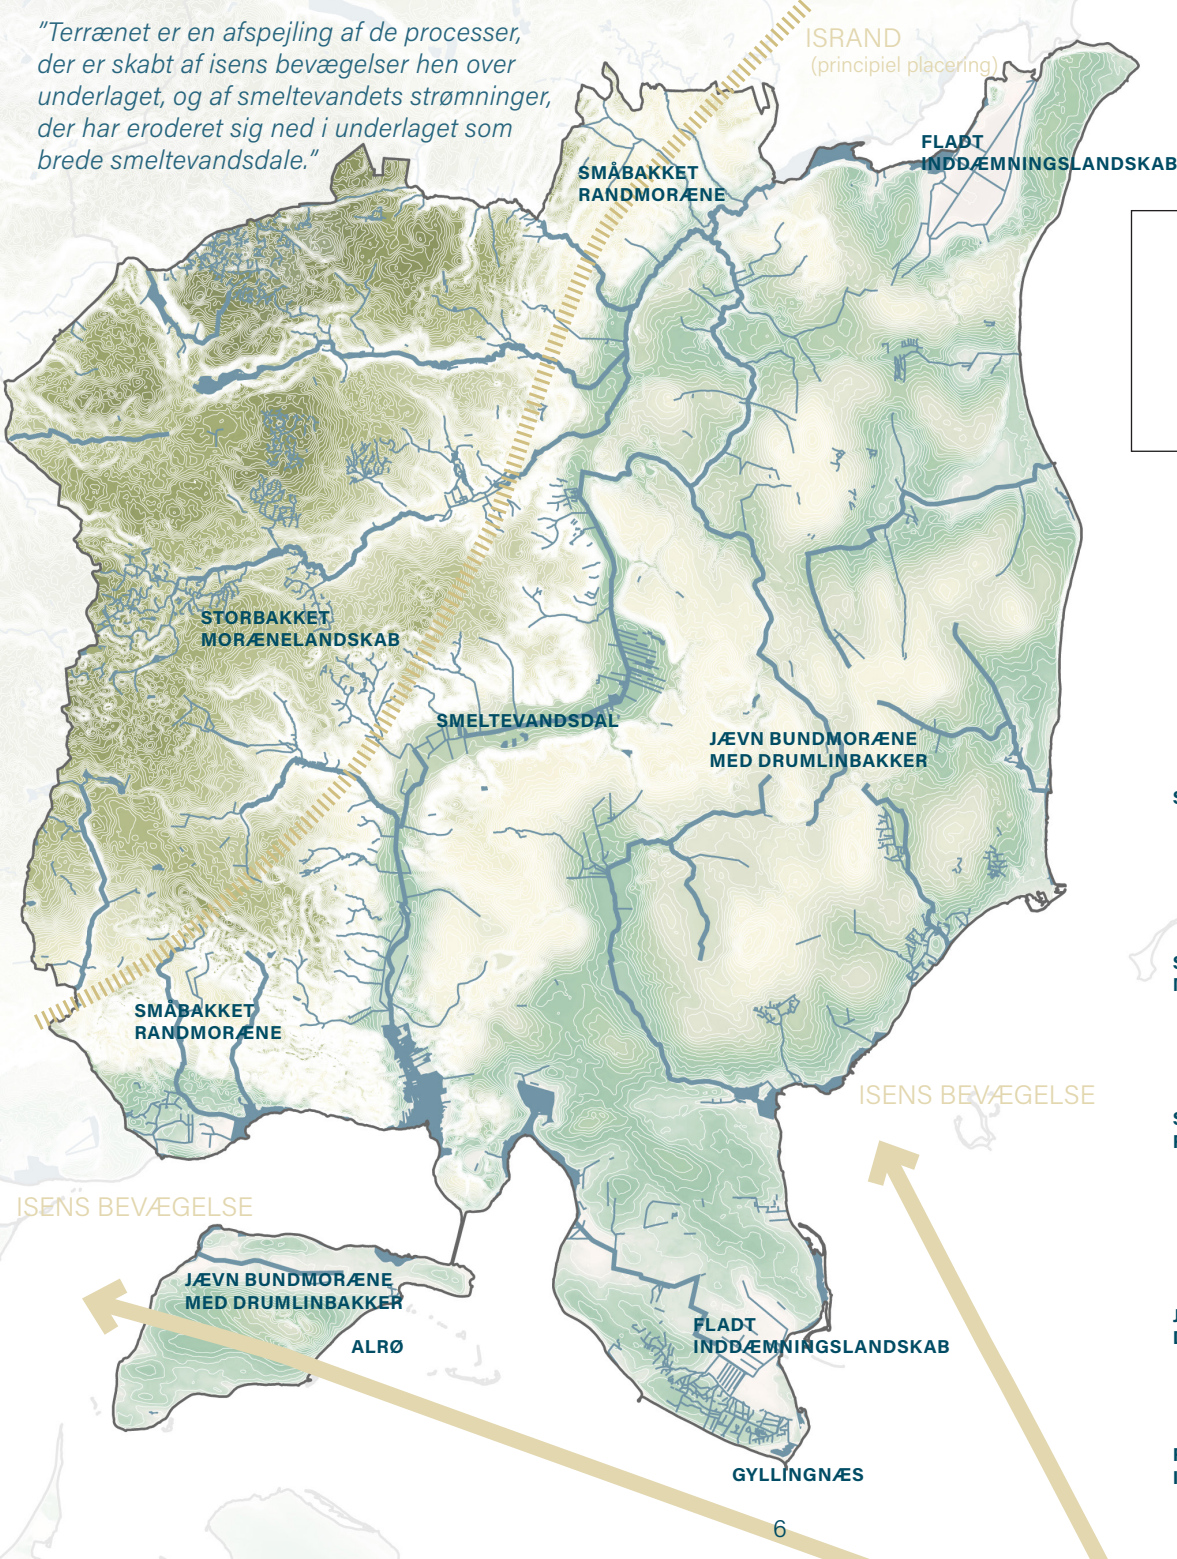 "Terrænet er en afspejling af de processer,
der er skabt af isens bevægelser hen over
underlaget, og af smeltevandets strømninger,
der har eroderet sig ned i underlaget som
brede smeltevandsdale."
ISRAND
(principiel placering)
FLADT
INDDÆMNINGSLANDSKAB
SMÅBAKKET
RANDMORÆNE
STORBAKKET
MORÆNELANDSKAB
SMELTEVANDSDAL
JÆVN BUNDMORÆNE
MED DRUMLINBAKKER
SMÅBAKKET
RANDMORÆNE
ISENS BEVÆGELSE
ISENS BEVÆGELSE
JÆVN BUNDMORÆNE
MED DRUMLINBAKKER
ALRØ
FLADT
INDDÆMNINGSLANDSKAB
GYLLINGNÆS
6